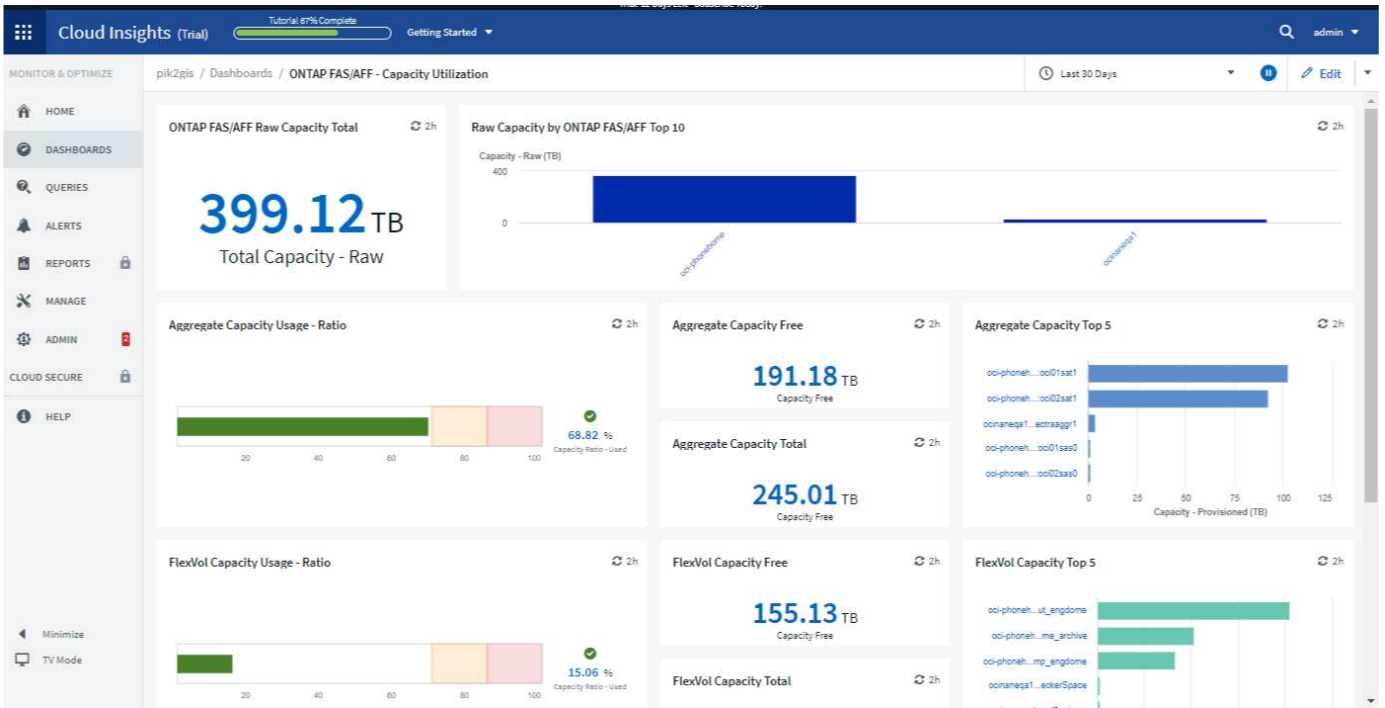 Cloud Insights (Trial)
Tutorial 67% Complete
Getting Started
admin
MONITOR & OPTIMIZE
pik2gis / Dashboards / ONTAP FAS/AFF - Capacity Utilization
Last 30 Days
Edit
HOME
DASHBOARDS
QUERIES
ALERTS
REPORTS
MANAGE
ADMIN
2
CLOUD SECURE
HELP
Minimize
TV Mode
ONTAP FAS/AFF Raw Capacity Total
2h
399.12 TB
Total Capacity - Raw
Raw Capacity by ONTAP FAS/AFF Top 10
2h
Capacity - Raw (TB)
400
0
oci-phonehome
ocinaneqa1
Aggregate Capacity Usage - Ratio
2h
20 40 60 80 100
68.82 %
Capacity Ratio - Used
Aggregate Capacity Free
2h
191.18 TB
Capacity Free
Aggregate Capacity Total
2h
245.01 TB
Capacity Free
Aggregate Capacity Top 5
2h
oci-phoneh...:oci01sat1
oci-phoneh...:oci02sat1
ocinaneqa1...ectraaggr1
oci-phoneh...:oci01sas0
oci-phoneh...:oci02sas0
0 25 50 75 100 125
Capacity - Provisioned (TB)
FlexVol Capacity Usage - Ratio
2h
20 40 60 80 100
15.06 %
Capacity Ratio - Used
FlexVol Capacity Free
2h
155.13 TB
Capacity Free
FlexVol Capacity Total
2h
FlexVol Capacity Top 5
2h
oci-phoneh...ut_engdome
oci-phoneh...me_archive
oci-phoneh...mp_engdome
ocinaneqa1...eckerSpace